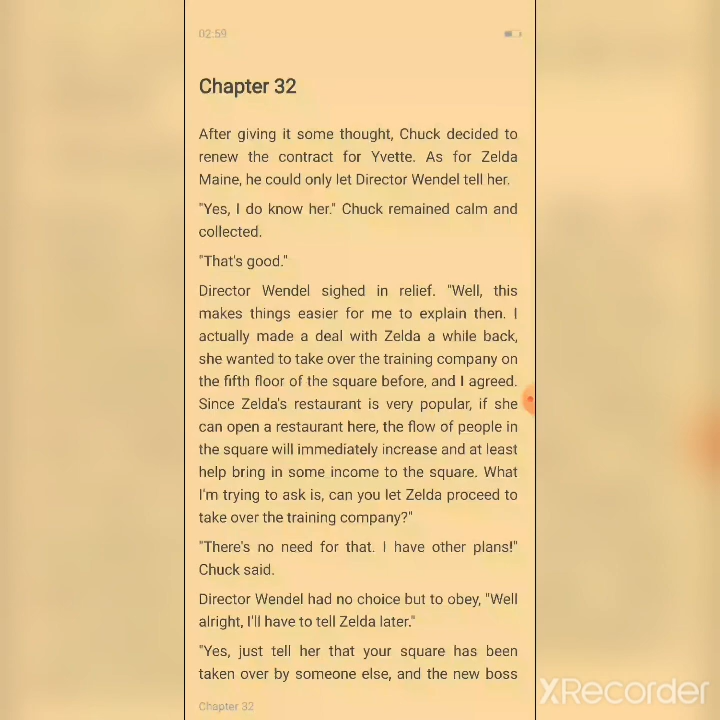 02:59
Chapter 32
After giving it some thought, Chuck decided to
renew the contract for Yvette. As for Zelda
Maine, he could only let Director Wendel tell her.
"Yes, I do know her." Chuck remained calm and
collected.
"That's good."
Director Wendel sighed in relief. "Well, this
makes things easier for me to explain then. I
actually made a deal with Zelda a while back,
she wanted to take over the training company on
the fifth floor of the square before, and I agreed.
Since Zelda's restaurant is very popular, if she
can open a restaurant here, the flow of people in
the square will immediately increase and at least
help bring in some income to the square. What
I'm trying to ask is, can you let Zelda proceed to
take over the training company?"
"There's no need for that. I have other plans!"
Chuck said.
Director Wendel had no choice but to obey, "Well
alright, I'll have to tell Zelda later."
"Yes, just tell her that your square has been
taken over by someone else, and the new boss
Chapter 32
XRecorder